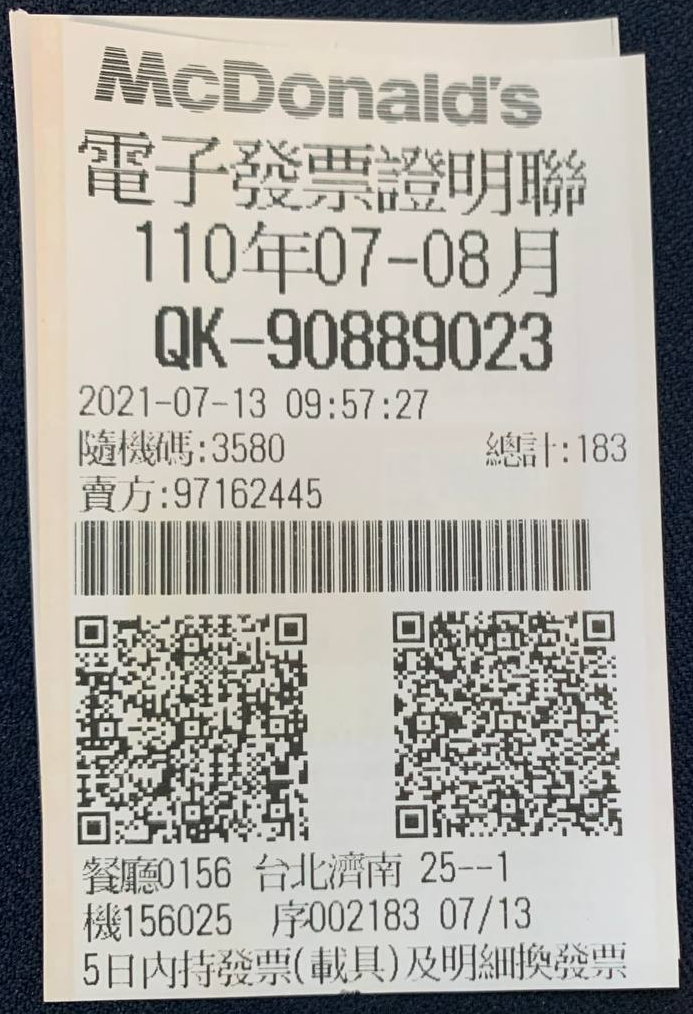 McDonald's
電子發票證明聯
110年07-08月
QK-90889023
2021-07-13 09:57:27
隨機碼:3580 總計:183
賣方:97162445
餐廳0156 台北濟南 25--1
機156025 序002183 07/13
5日內持發票(載具)及明細換發票